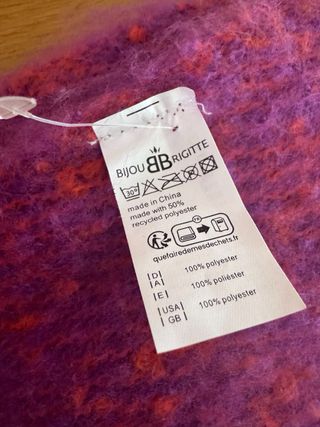 BIJOU BB BRIGITTE
30°
made in China
made with 50%
recycled polyester
FR
quefairedemesdechets.fr
|D| 100% polyester
|A|
|E| 100% poliéster
|USA| 100% polyester
|GB|